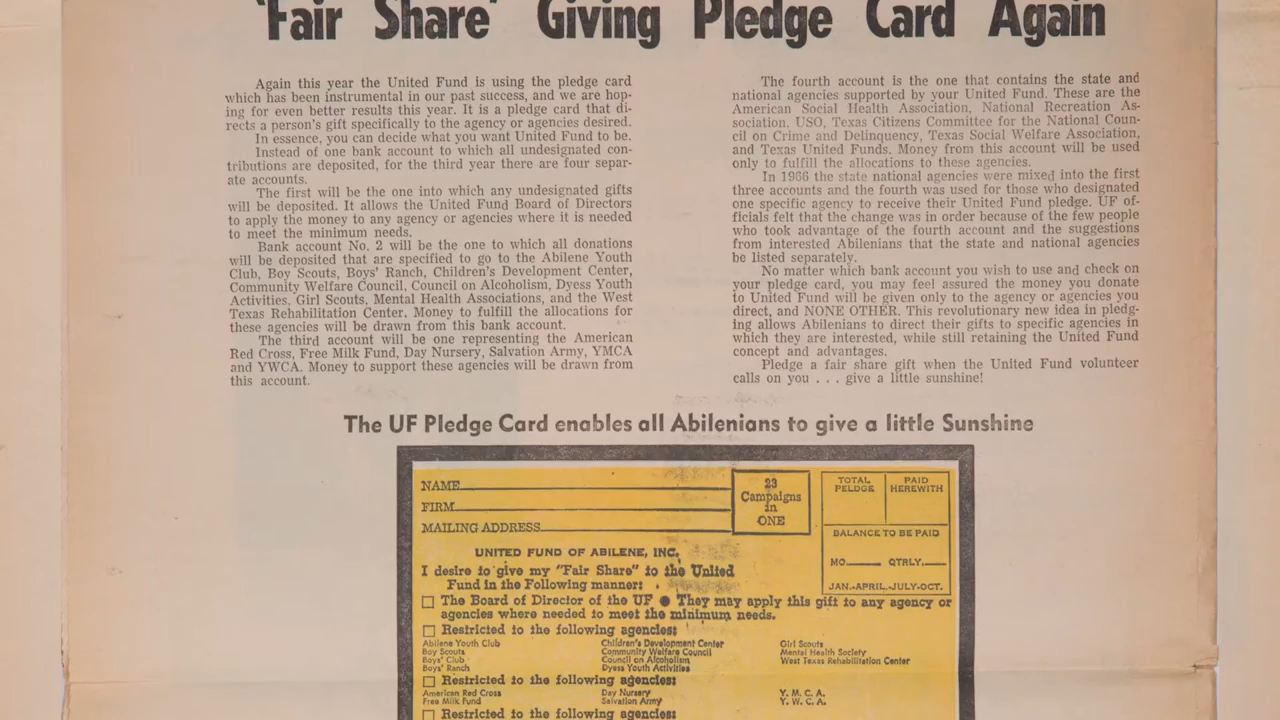 'Fair Share' Giving Pledge Card Again
Again this year the United Fund is using the pledge card
which has been instrumental in our past success, and we are hop-
ing for even better results this year. It is a pledge card that di-
rects a person's gift specifically to the agency or agencies desired.
In essence, you can decide what you want United Fund to be.
Instead of one bank account to which all undesignated con-
tributions are deposited, for the third year there are four separ-
ate accounts.
The first will be the one into which any undesignated gifts
will be deposited. It allows the United Fund Board of Directors
to apply the money to any agency or agencies where it is needed
to meet the minimum needs.
Bank account No. 2 will be the one to which all donations
will be deposited that are specified to go to the Abilene Youth
Club, Boy Scouts, Boys' Ranch, Children's Development Center,
Community Welfare Council, Council on Alcoholism, Dyess Youth
Activities, Girl Scouts, Mental Health Associations, and the West
Texas Rehabilitation Center. Money to fulfill the allocations for
these agencies will be drawn from this bank account.
The third account will be one representing the American
Red Cross, Free Milk Fund, Day Nursery, Salvation Army, YMCA
and YWCA. Money to support these agencies will be drawn from
this account.
The fourth account is the one that contains the state and
national agencies supported by your United Fund. These are the
American Social Health Association, National Recreation As-
sociation, USO, Texas Citizens Committee for the National Coun-
cil on Crime and Delinquency, Texas Social Welfare Association,
and Texas United Funds. Money from this account will be used
only to fulfill the allocations to these agencies.
In 1966 the state national agencies were mixed into the first
three accounts and the fourth was used for those who designated
one specific agency to receive their United Fund pledge. UF of-
ficials felt that the change was in order because of the few people
who took advantage of the fourth account and the suggestions
from interested Abilenians that the state and national agencies
be listed separately.
No matter which bank account you wish to use and check on
your pledge card, you may feel assured the money you donate
to United Fund will be given only to the agency or agencies you
direct, and NONE OTHER. This revolutionary new idea in pledg-
ing allows Abilenians to direct their gifts to specific agencies in
which they are interested, while still retaining the United Fund
concept and advantages.
Pledge a fair share gift when the United Fund volunteer
calls on you . . . give a little sunshine!
The UF Pledge Card enables all Abilenians to give a little Sunshine
NAME
FIRM
MAILING ADDRESS
23
Campaigns
in
ONE
TOTAL PELDGE
PAID HEREWITH
BALANCE TO BE PAID
MO. QTRLY.
JAN.-APRIL.-JULY-OCT.
UNITED FUND OF ABILENE, INC.
I desire to give my "Fair Share" to the United
Fund in the Following manner:
The Board of Director of the UF ● They may apply this gift to any agency or
agencies where needed to meet the minimum needs.
Restricted to the following agencies:
Abilene Youth Club Children's Development Center Girl Scouts
Boy Scouts Community Welfare Council Mental Health Society
Boys' Club Council on Alcoholism West Texas Rehabilitation Center
Boys' Ranch Dyess Youth Activities
Restricted to the following agencies:
American Red Cross Day Nursery Y. M. C. A.
Free Milk Fund Salvation Army Y. W. C. A.
Restricted to the following agencies: